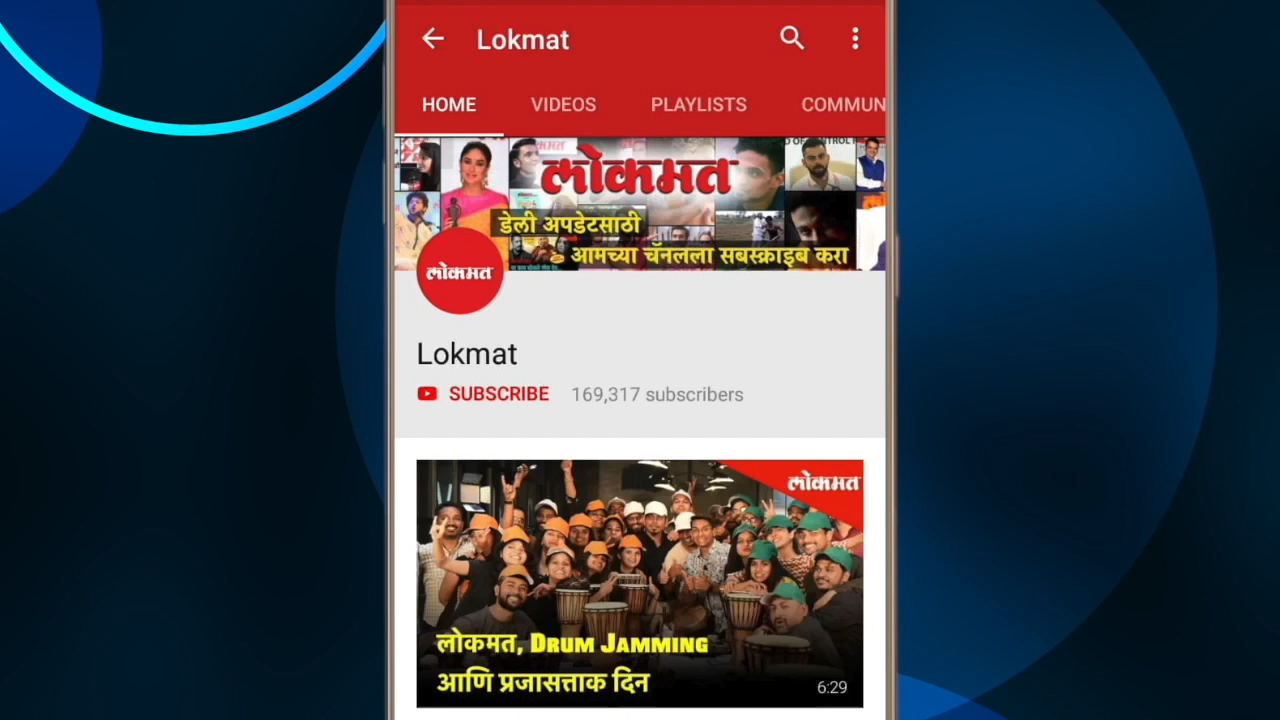 Lokmat
HOME VIDEOS PLAYLISTS COMMUN
लोकमत
डेली अपडेटसाठी
आमच्या चॅनलला सबस्क्राइब करा
लोकमत
Lokmat
SUBSCRIBE 169,317 subscribers
लोकमत
लोकमत, DRUM JAMMING
आणि प्रजासत्ताक दिन
6:29